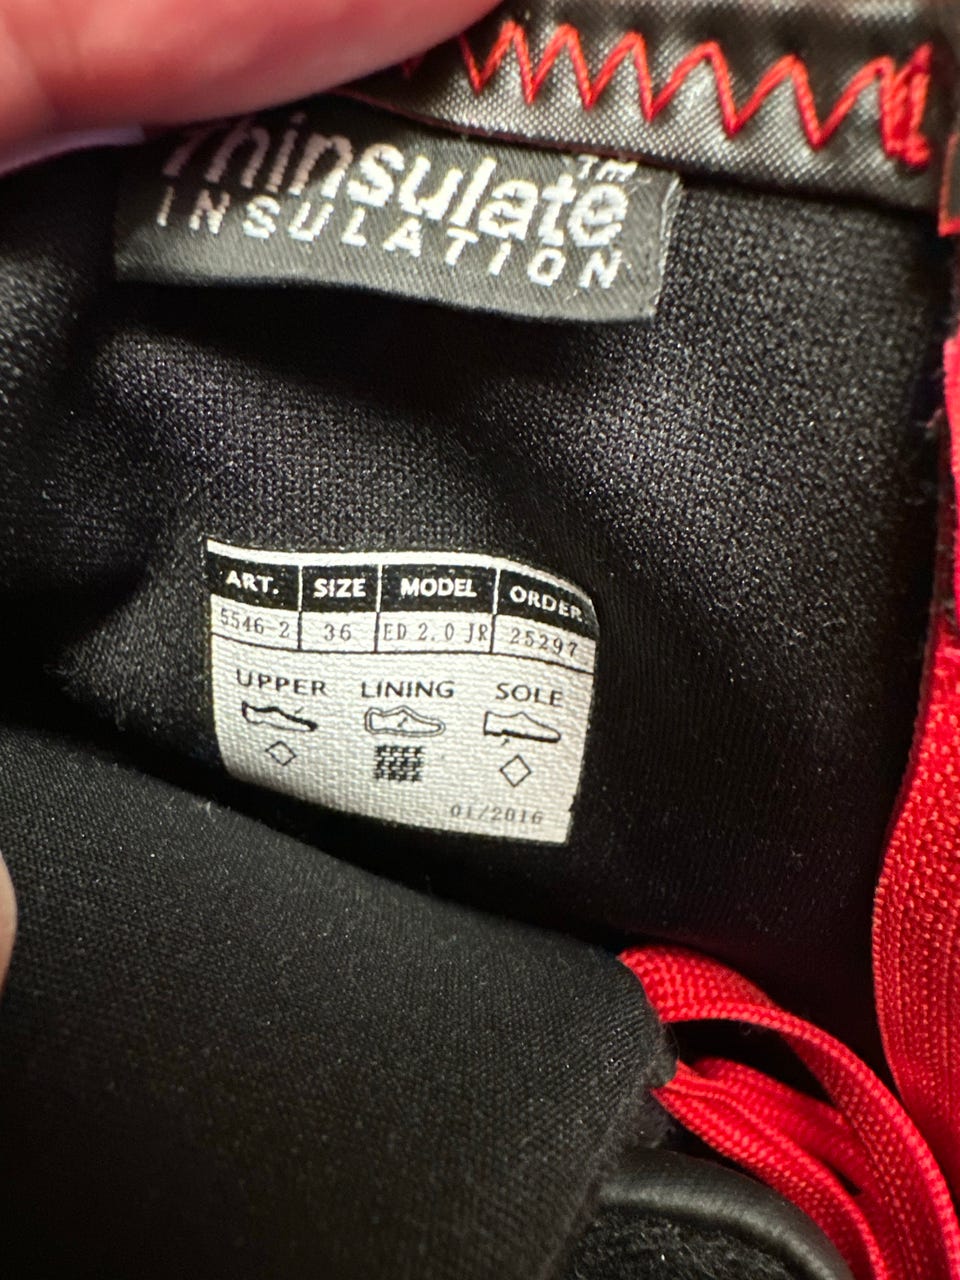 Thinsulate™
INSULATION
ART. SIZE MODEL ORDER
5546-2 36 ED 2.0 JR 25297
UPPER LINING SOLE
01/2016